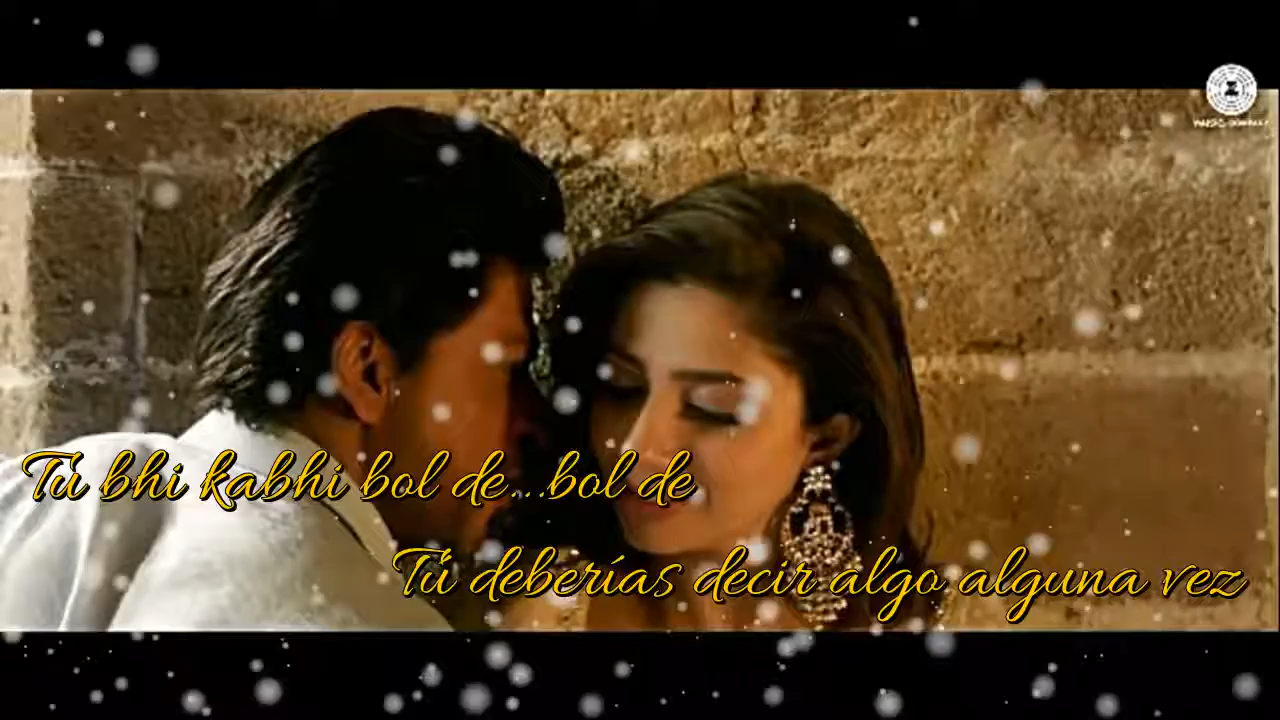 Tu bhi kabhi bol de...bol de
Tú deberías decir algo alguna vez